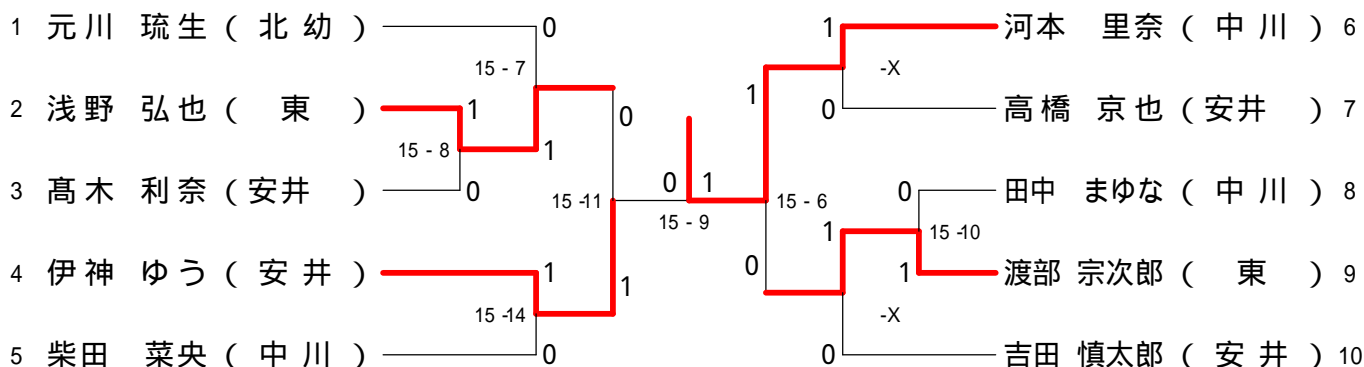 1 元川 琉生 ( 北 幼 ) 0 1 河本 里奈 ( 中 川 ) 6
15 - 7 -X
2 浅野 弘也 ( 東 ) 1 0 1 0 高橋 京也 ( 安井 ) 7
15 - 8 1
3 髙木 利奈 ( 安井 ) 0 15 -11 0 1 15 - 6 0 田中 まゆな ( 中 川 ) 8
15 - 9 1 15 -10
4 伊神 ゆう ( 安 井 ) 1 1 0 1 渡部 宗次郎 ( 東 ) 9
15 -14 -X
5 柴田 菜央 ( 中 川 ) 0 0 吉田 慎太郎 ( 安 井 ) 10